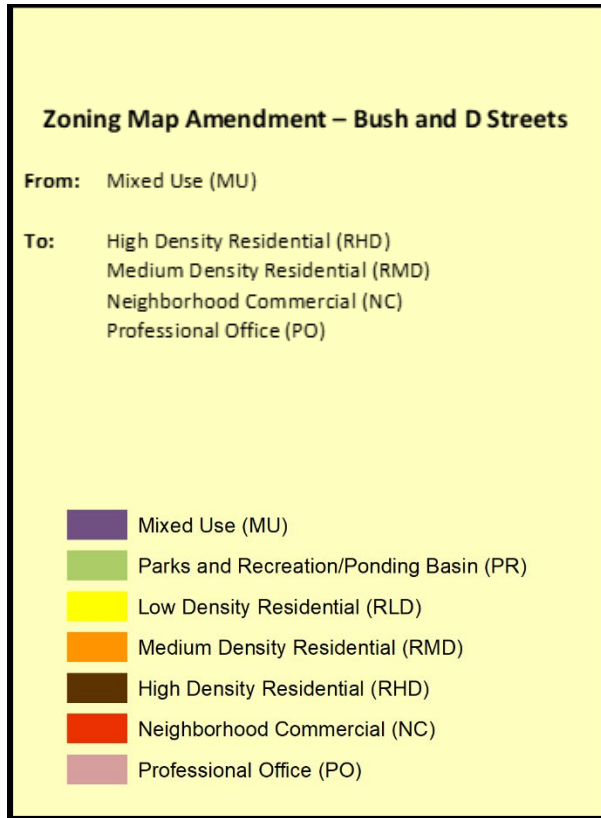 Zoning Map Amendment – Bush and D Streets
From: Mixed Use (MU)
To: High Density Residential (RHD)
Medium Density Residential (RMD)
Neighborhood Commercial (NC)
Professional Office (PO)
Mixed Use (MU)
Parks and Recreation/Ponding Basin (PR)
Low Density Residential (RLD)
Medium Density Residential (RMD)
High Density Residential (RHD)
Neighborhood Commercial (NC)
Professional Office (PO)